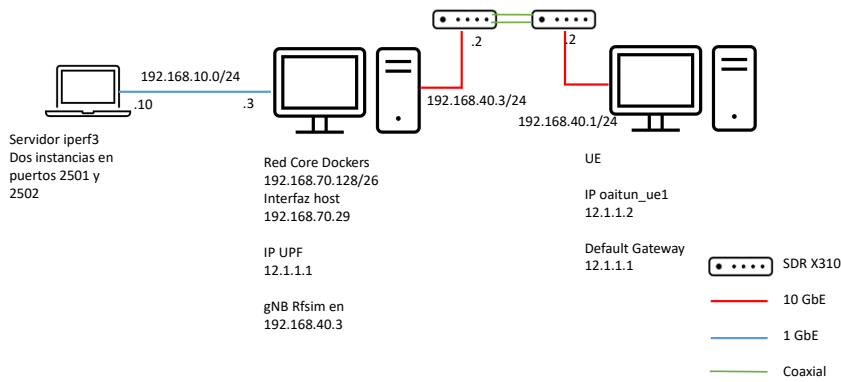 .2
.2
192.168.10.0/24
.10
.3
192.168.40.3/24
192.168.40.1/24
Servidor iperf3
Dos instancias en
puertos 2501 y
2502
Red Core Dockers
192.168.70.128/26
Interfaz host
192.168.70.29
IP UPF
12.1.1.1
gNB Rfsim en
192.168.40.3
UE
IP oaitun_ue1
12.1.1.2
Default Gateway
12.1.1.1
SDR X310
10 GbE
1 GbE
Coaxial